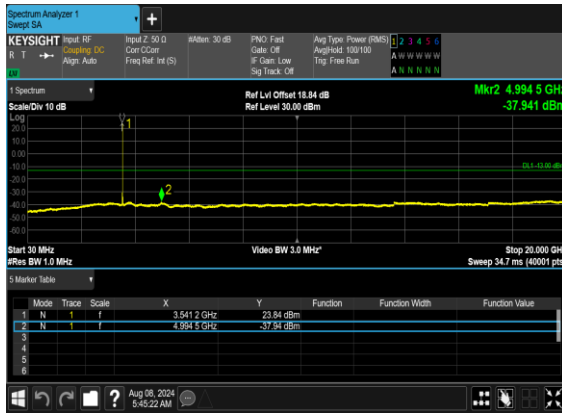 Spectrum Analyzer 1
Swept SA
+
KEYSIGHT Input: RF Input Z: 50 Ω #Atten: 30 dB PNO: Fast Avg Type: Power (RMS) 1 2 3 4 5 6
R T Coupling: DC Corr CCorr Gate: Off Avg|Hold: 100/100 A W W W W W
Align: Auto Freq Ref: Int (S) IF Gain: Low Trig: Free Run
LXI Sig Track: Off A N N N N N
1 Spectrum Ref Lvl Offset 18.84 dB Mkr2 4.994 5 GHz
Scale/Div 10 dB Ref Level 30.00 dBm -37.941 dBm
Log
1
20.0
10.0
0.00
-10.0 DL1 -13.00 dBm
-20.0
-30.0 2
-40.0
-50.0
-60.0
Start 30 MHz Video BW 3.0 MHz* Stop 20.000 GHz
#Res BW 1.0 MHz Sweep 34.7 ms (40001 pts)
5 Marker Table
Mode Trace Scale X Y Function Function Width Function Value
1 N 1 f 3.541 2 GHz 23.84 dBm
2 N 1 f 4.994 5 GHz -37.94 dBm
3
4
5
6
? Aug 08, 2024
5:45:22 AM